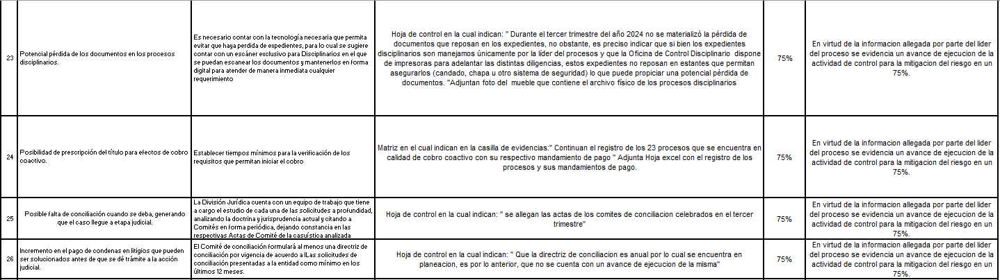 23
Potencial pérdida de los documentos en los procesos
disciplinarios.
Es necesario contar con la tecnología necesaria que permita
evitar que haya perdida de expedientes, para lo cual se sugiere
contar con un escáner exclusivo para Disciplinarios en el que
se puedan escanear los documentos y mantenerlos en forma
digital para atender de manera inmediata cualquier
requerimiento
Hoja de control en la cual indican: " Durante el tercer trimestre del año 2024 no se materializó la pérdida de
documentos que reposan en los expedientes, no obstante, es preciso indicar que si bien los expedientes
disciplinarios son manejamos únicamente por la líder del procesos y que la Oficina de Control Disciplinario dispone
de impresoras para adelantar las distintas diligencias, estos expedientes no reposan en estantes que permitan
asegurarlos (candado, chapa u otro sistema de seguridad) lo que puede propiciar una potencial pérdida de
documentos. "Adjuntan foto del mueble que contiene el archivo físico de los procesos disciplinarios
75%
En virtud de la informacion allegada por parte del lider
del proceso se evidencia un avance de ejecucion de la
actividad de control para la mitigacion del riesgo en un
75%.
24
Posibilidad de prescripción del título para efectos de cobro
coactivo.
Establecer tiempos mínimos para la verificación de los
requisitos que permitan iniciar el cobro
Matriz en el cual indican en la casilla de evidencias:" Continuan el registro de los 23 procesos que se encuentra en
calidad de cobro coactivo con su respectivo mandamiento de pago " Adjunta Hoja excel con el registro de los
procesos y sus mandamientos de pago.
75%
En virtud de la informacion allegada por parte del lider
del proceso se evidencia un avance de ejecucion de la
actividad de control para la mitigacion del riesgo en un
75%.
25
Posible falta de conciliación cuando se deba, generando
que el caso llegue a etapa judicial.
La División Jurídica cuenta con un equipo de trabajo que tiene
a cargo el estudio de cada una de las solicitudes a profundidad,
analizando la doctrina y jurisprudencia actual y citando a
Comités en forma periódica, dejando constancia en las
respectivas Actas de Comité de la casuística analizada
Hoja de control en la cual indican: " se allegan las actas de los comites de conciliacion celebrados en el tercer
trimestre"
75%
En virtud de la informacion allegada por parte del lider
del proceso se evidencia un avance de ejecucion de la
actividad de control para la mitigacion del riesgo en un
75%.
26
Incremento en el pago de condenas en litigios que pueden
ser solucionados antes de que se dé trámite a la acción
judicial.
El Comité de conciliación formulará al menos una directriz de
conciliación por vigencia de acuerdo a lLas solicitudes de
conciliación presentadas a la entidad como mínimo en los
últimos 12 meses.
Hoja de control en la cual indican: " Que la directriz de conciliacion es anual por lo cual se encuentra en
planeacion, es por lo anterior, que no se cuenta con un avance de ejecucion de la misma"
75%
En virtud de la informacion allegada por parte del lider
del proceso se evidencia un avance de ejecucion de la
actividad de control para la mitigacion del riesgo en un
75%.